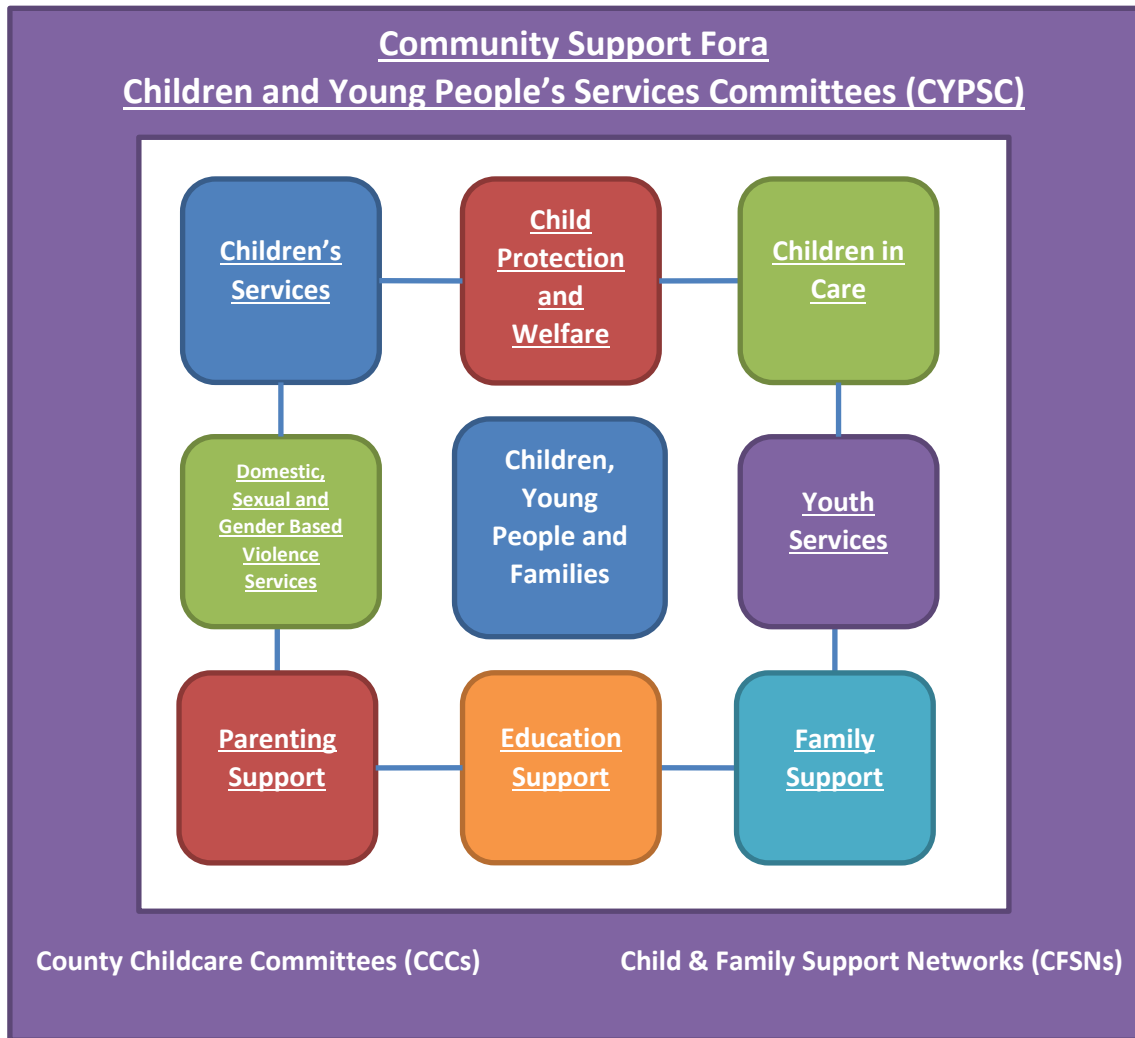 Community Support Fora
Children and Young People’s Services Committees (CYPSC)
Children’s
Services
Child
Protection
and
Welfare
Children in
Care
Domestic,
Sexual and
Gender Based
Violence
Services
Children,
Young
People and
Families
Youth
Services
Parenting
Support
Education
Support
Family
Support
County Childcare Committees (CCCs)
Child & Family Support Networks (CFSNs)